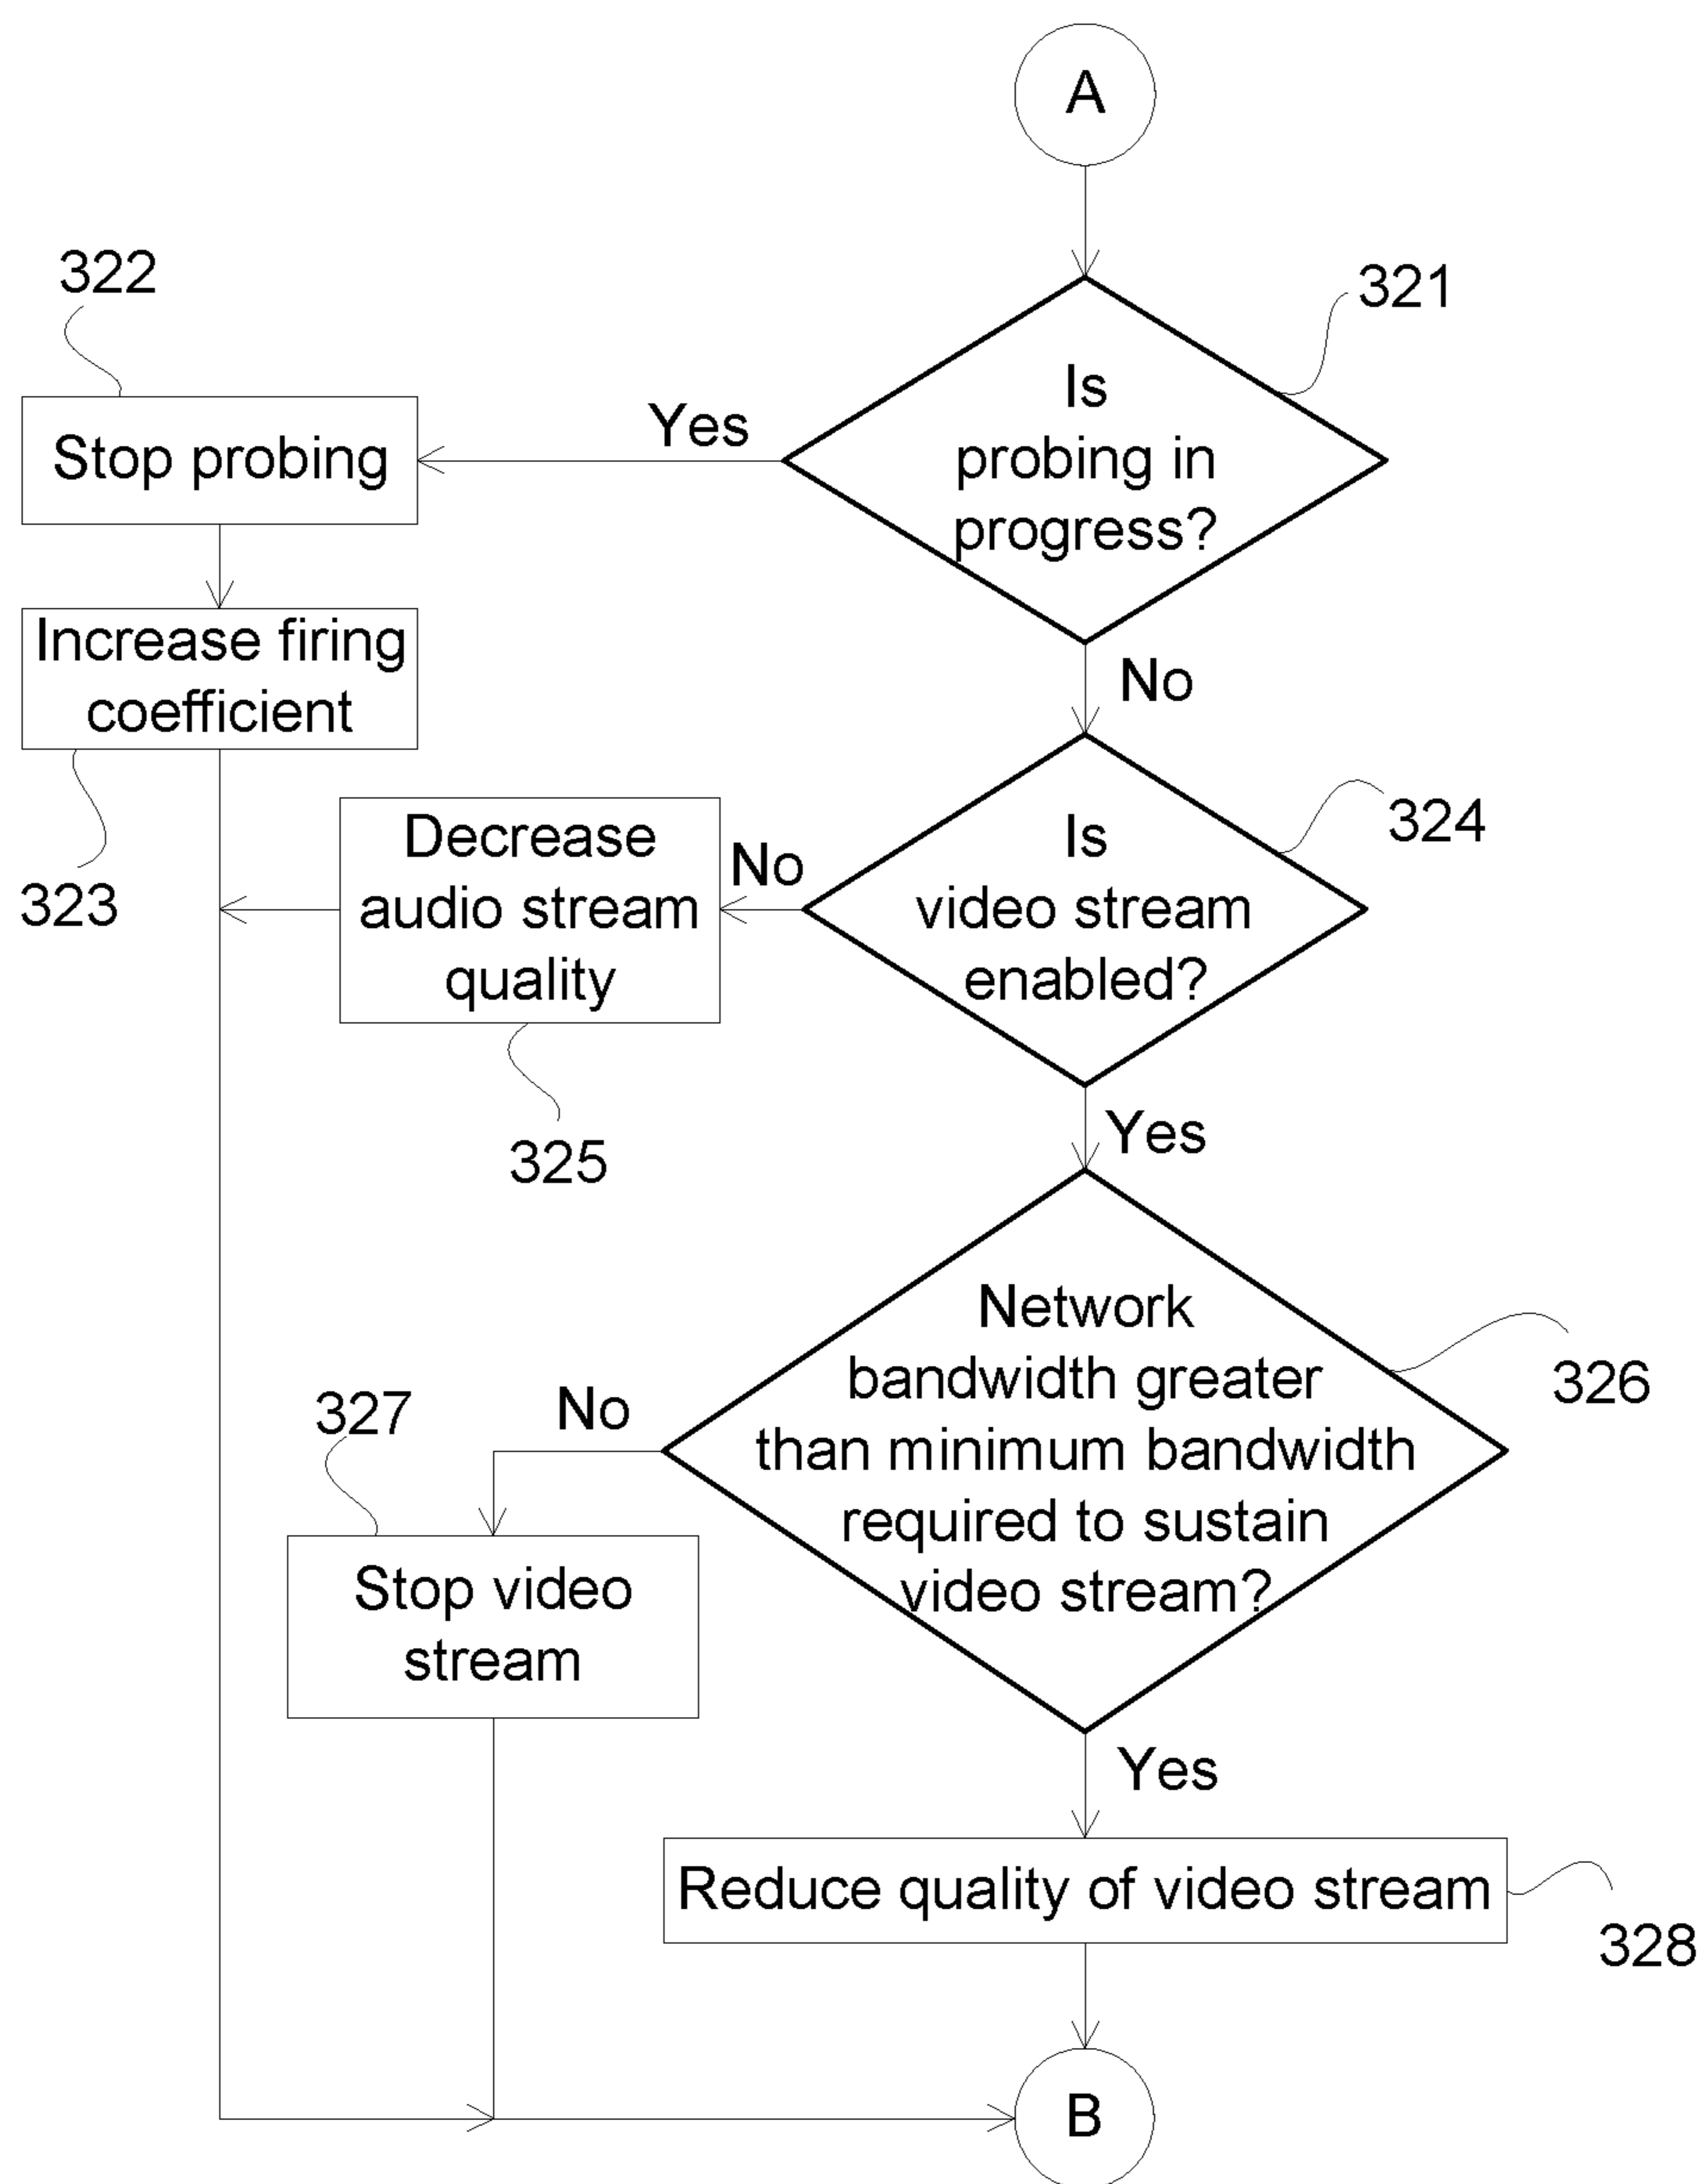 A
322
321
Is
probing in
progress?
Yes
Stop probing
Increase firing
coefficient
No
323
324
Is
video stream
enabled?
No
Decrease
audio stream
quality
325
Yes
326
Network
bandwidth greater
than minimum bandwidth
required to sustain
video stream?
327
No
Stop video
stream
Yes
Reduce quality of video stream
328
B